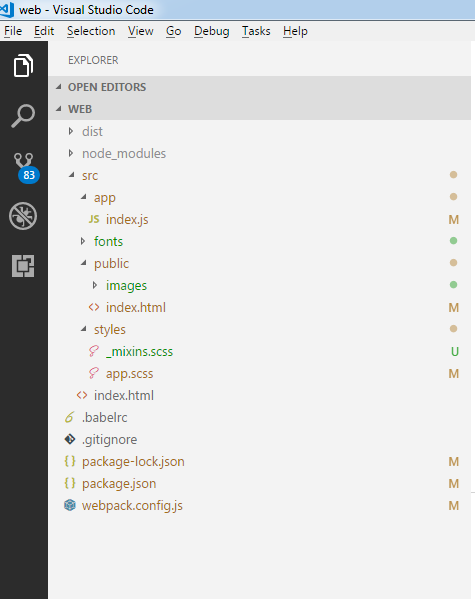 web - Visual Studio Code
File Edit Selection View Go Debug Tasks Help
EXPLORER
OPEN EDITORS
WEB
dist
node_modules
83
src
app
JS index.js M
fonts
public
images
<> index.html M
styles
_mixins.scss U
app.scss M
<> index.html
.babelrc
.gitignore
{} package-lock.json M
{} package.json M
webpack.config.js M